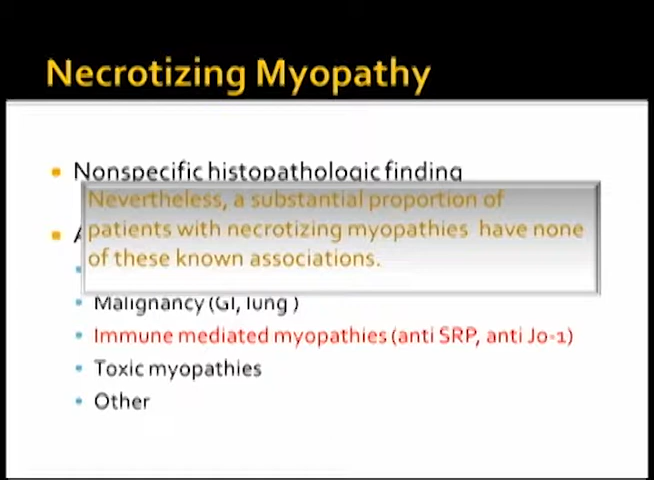 Necrotizing Myopathy
Nonspecific histopathologic finding
Nevertheless, a substantial proportion of
patients with necrotizing myopathies have none
of these known associations.
Malignancy (GI, lung )
Immune mediated myopathies (anti SRP, anti Jo-1)
Toxic myopathies
Other